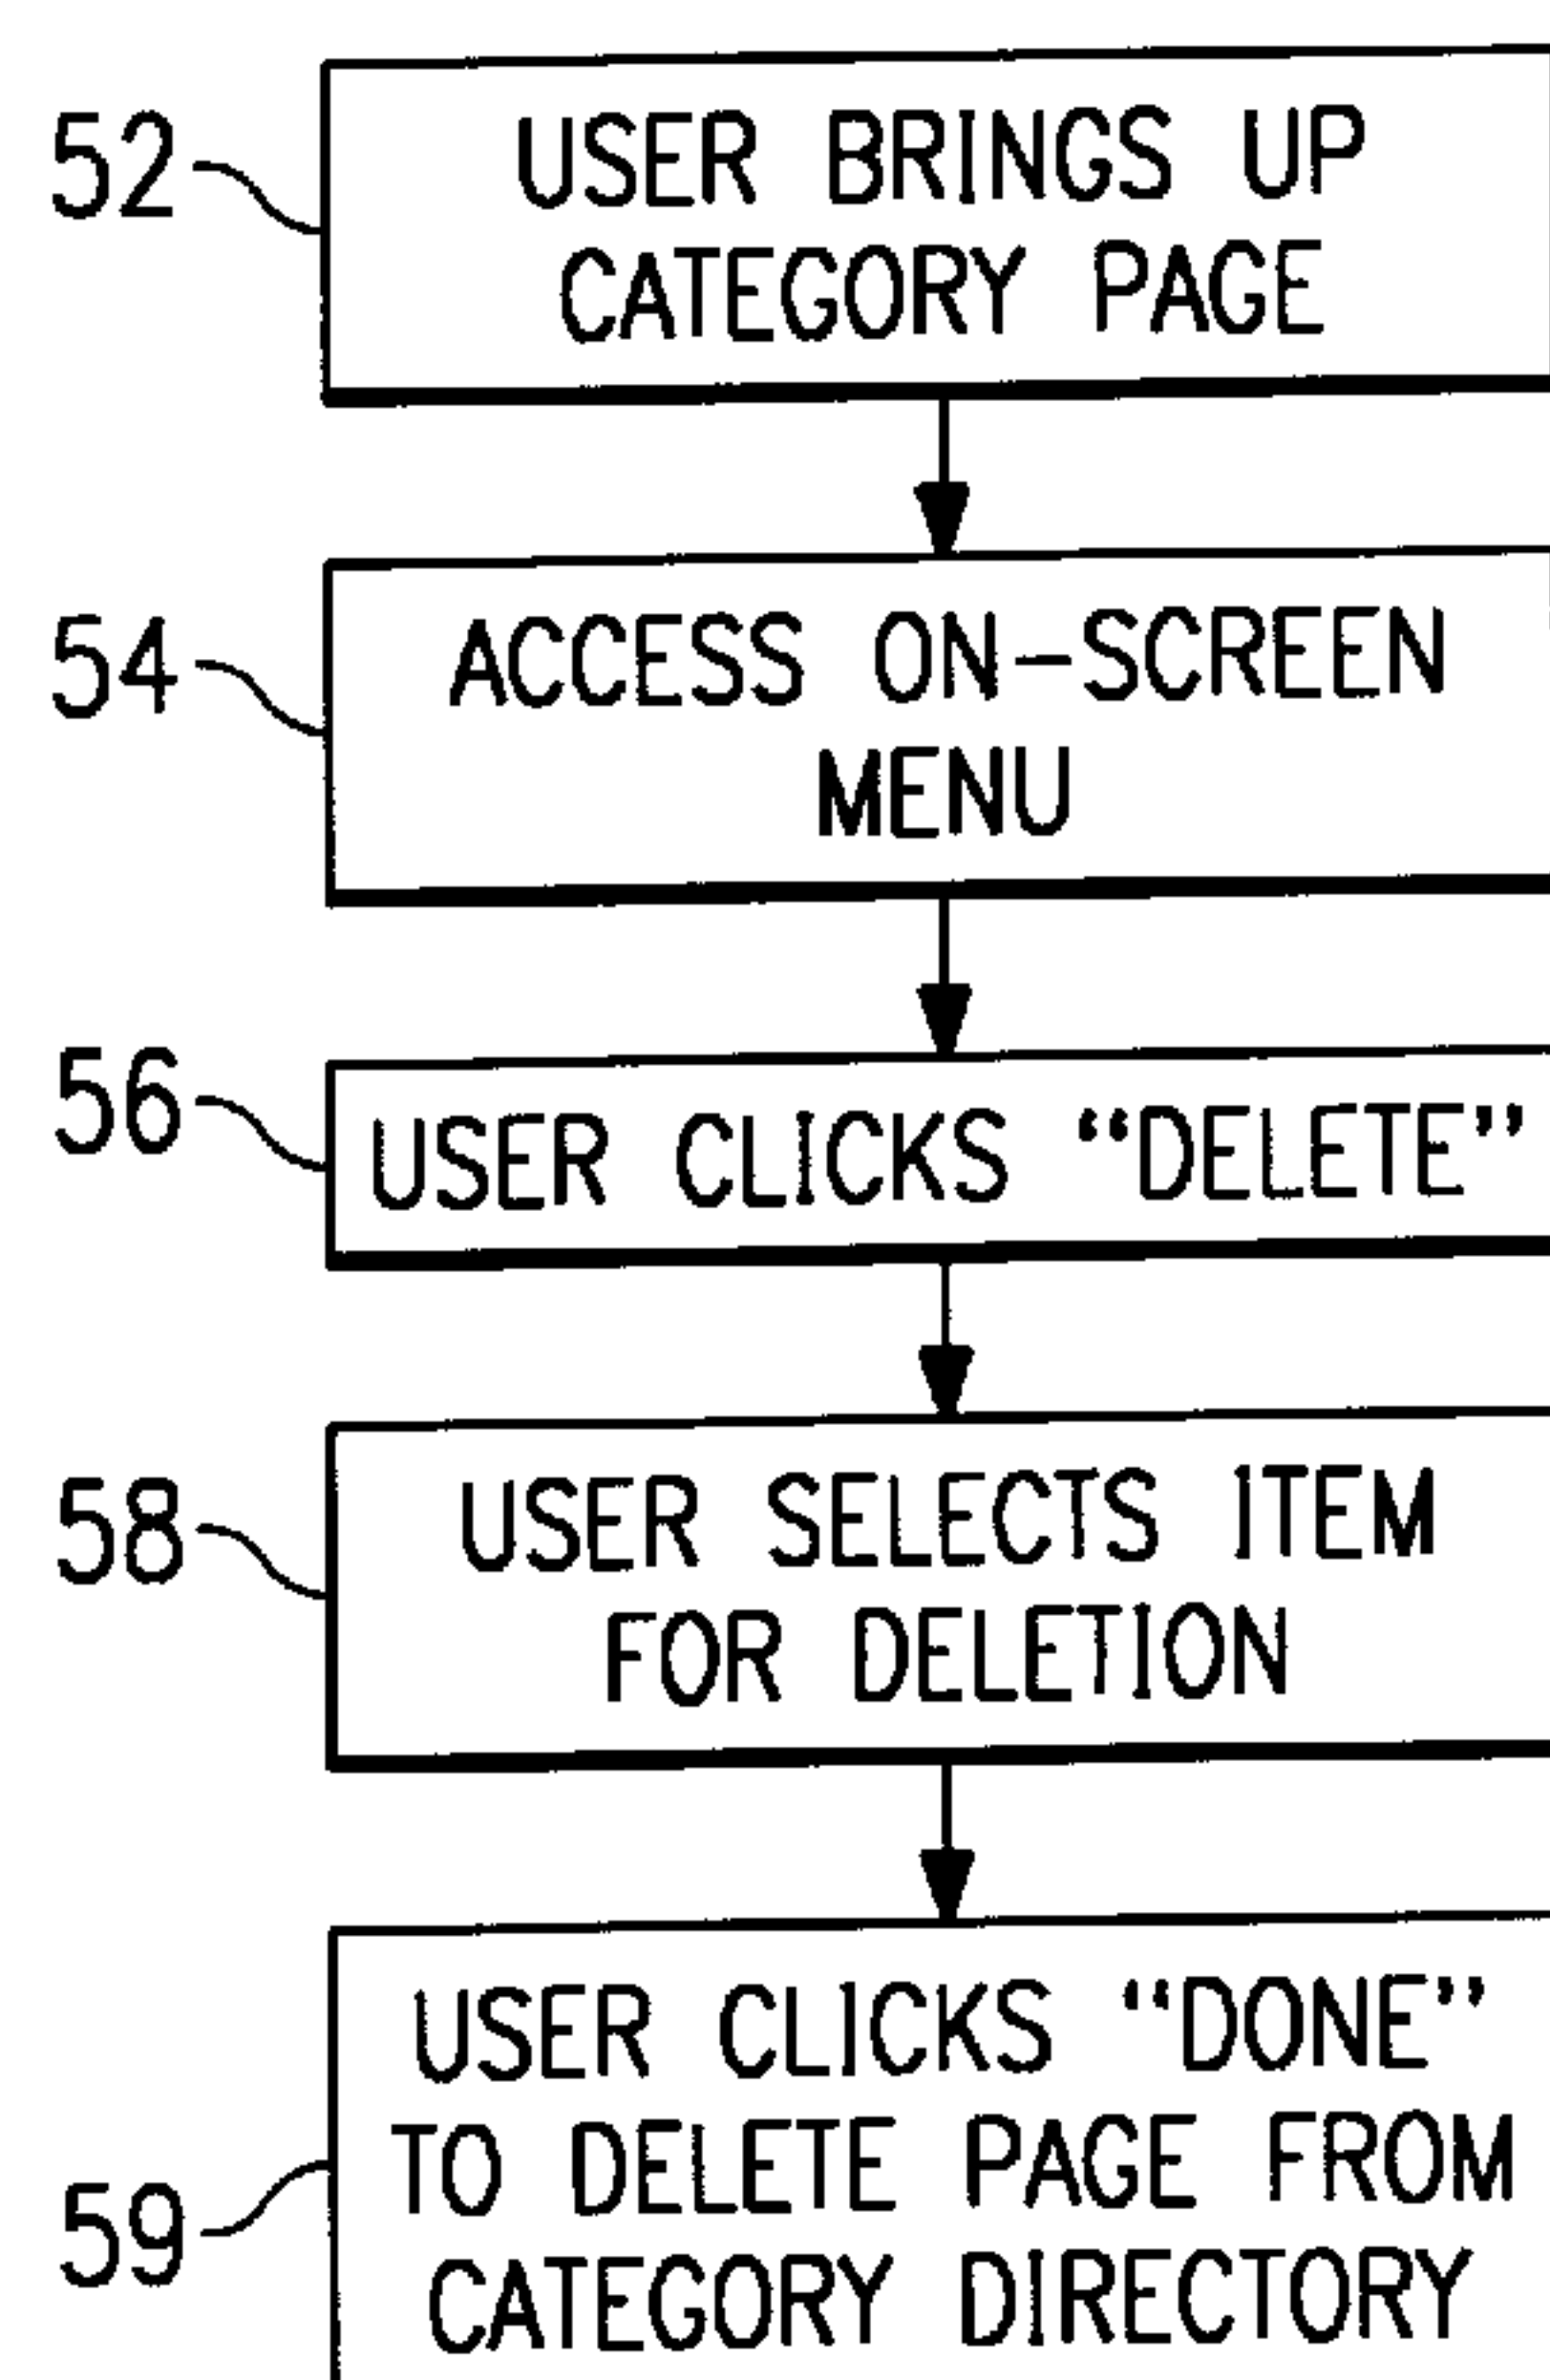 52
USER BRINGS UP
CATEGORY PAGE
54
ACCESS ON-SCREEN
MENU
56
USER CLICKS “DELETE”
58
USER SELECTS ITEM
FOR DELETION
59
USER CLICKS “DONE”
TO DELETE PAGE FROM
CATEGORY DIRECTORY